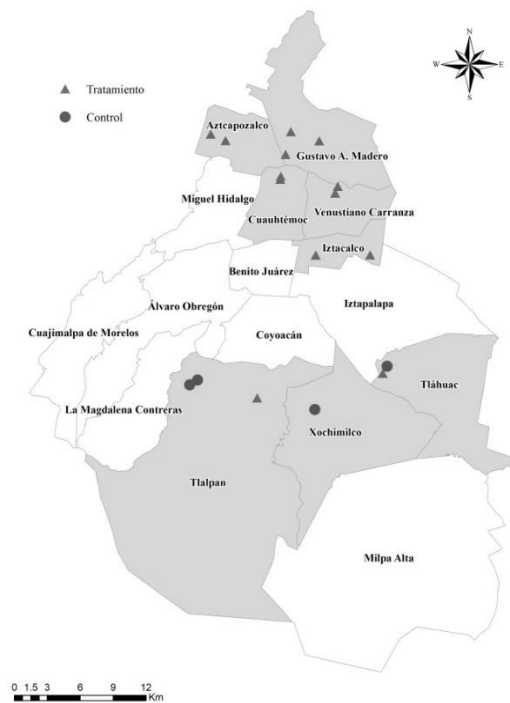 N
W E
S
Tratamiento
Control
Aztcapozalco
Gustavo A. Madero
Miguel Hidalgo
Cuauhtémoc
Venustiano Carranza
Iztacalco
Benito Juárez
Iztapalapa
Álvaro Obregón
Cuajimalpa de Morelos
Coyoacán
La Magdalena Contreras
Tláhuac
Xochimilco
Tlalpan
Milpa Alta
0 1.5 3 6 9 12
Km